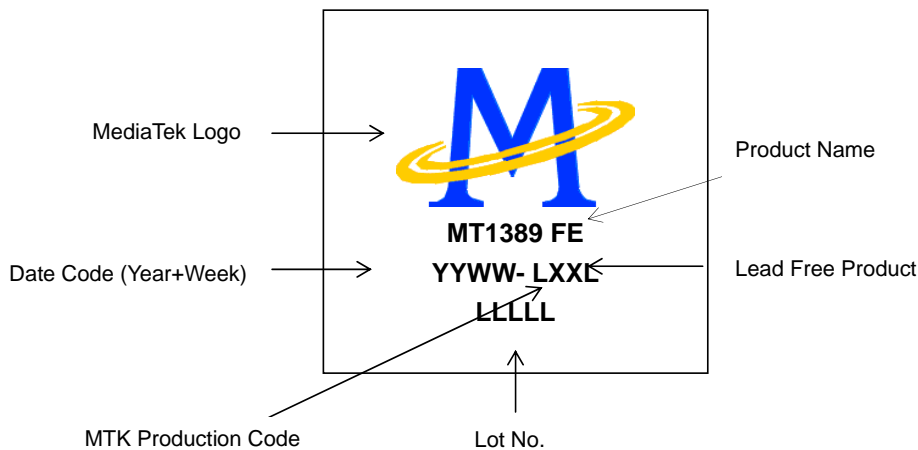 MediaTek Logo
Product Name
MT1389 FE
Date Code (Year+Week)
YYWW- LXXL
Lead Free Product
LLLLL
MTK Production Code
Lot No.